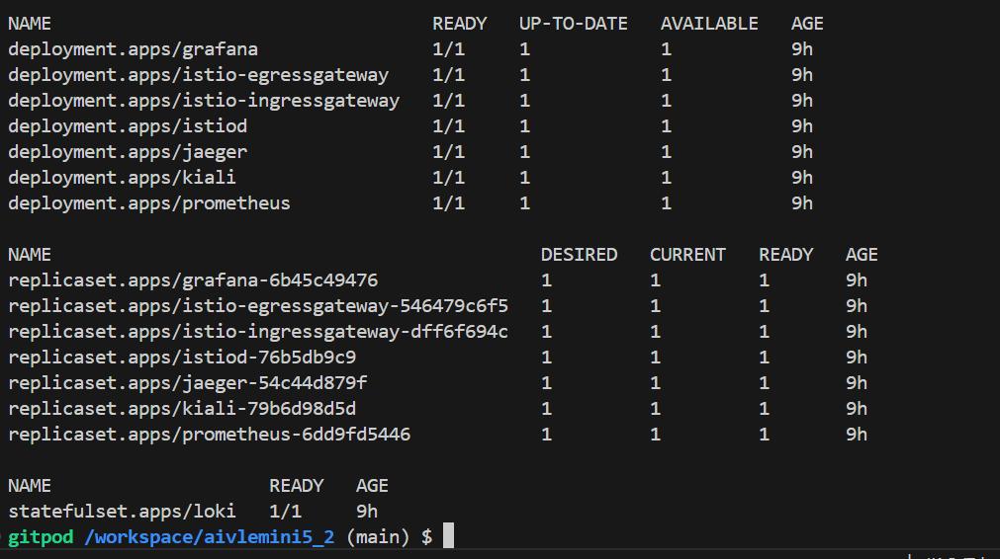 NAME READY UP-TO-DATE AVAILABLE AGE
deployment.apps/grafana 1/1 1 1 9h
deployment.apps/istio-egressgateway 1/1 1 1 9h
deployment.apps/istio-ingressgateway 1/1 1 1 9h
deployment.apps/istiod 1/1 1 1 9h
deployment.apps/jaeger 1/1 1 1 9h
deployment.apps/kiali 1/1 1 1 9h
deployment.apps/prometheus 1/1 1 1 9h
NAME DESIRED CURRENT READY AGE
replicaset.apps/grafana-6b45c49476 1 1 1 9h
replicaset.apps/istio-egressgateway-546479c6f5 1 1 1 9h
replicaset.apps/istio-ingressgateway-dff6f694c 1 1 1 9h
replicaset.apps/istiod-76b5db9c9 1 1 1 9h
replicaset.apps/jaeger-54c44d879f 1 1 1 9h
replicaset.apps/kiali-79b6d98d5d 1 1 1 9h
replicaset.apps/prometheus-6dd9fd5446 1 1 1 9h
NAME READY AGE
statefulset.apps/loki 1/1 9h
gitpod /workspace/aivlemini5_2 (main) $